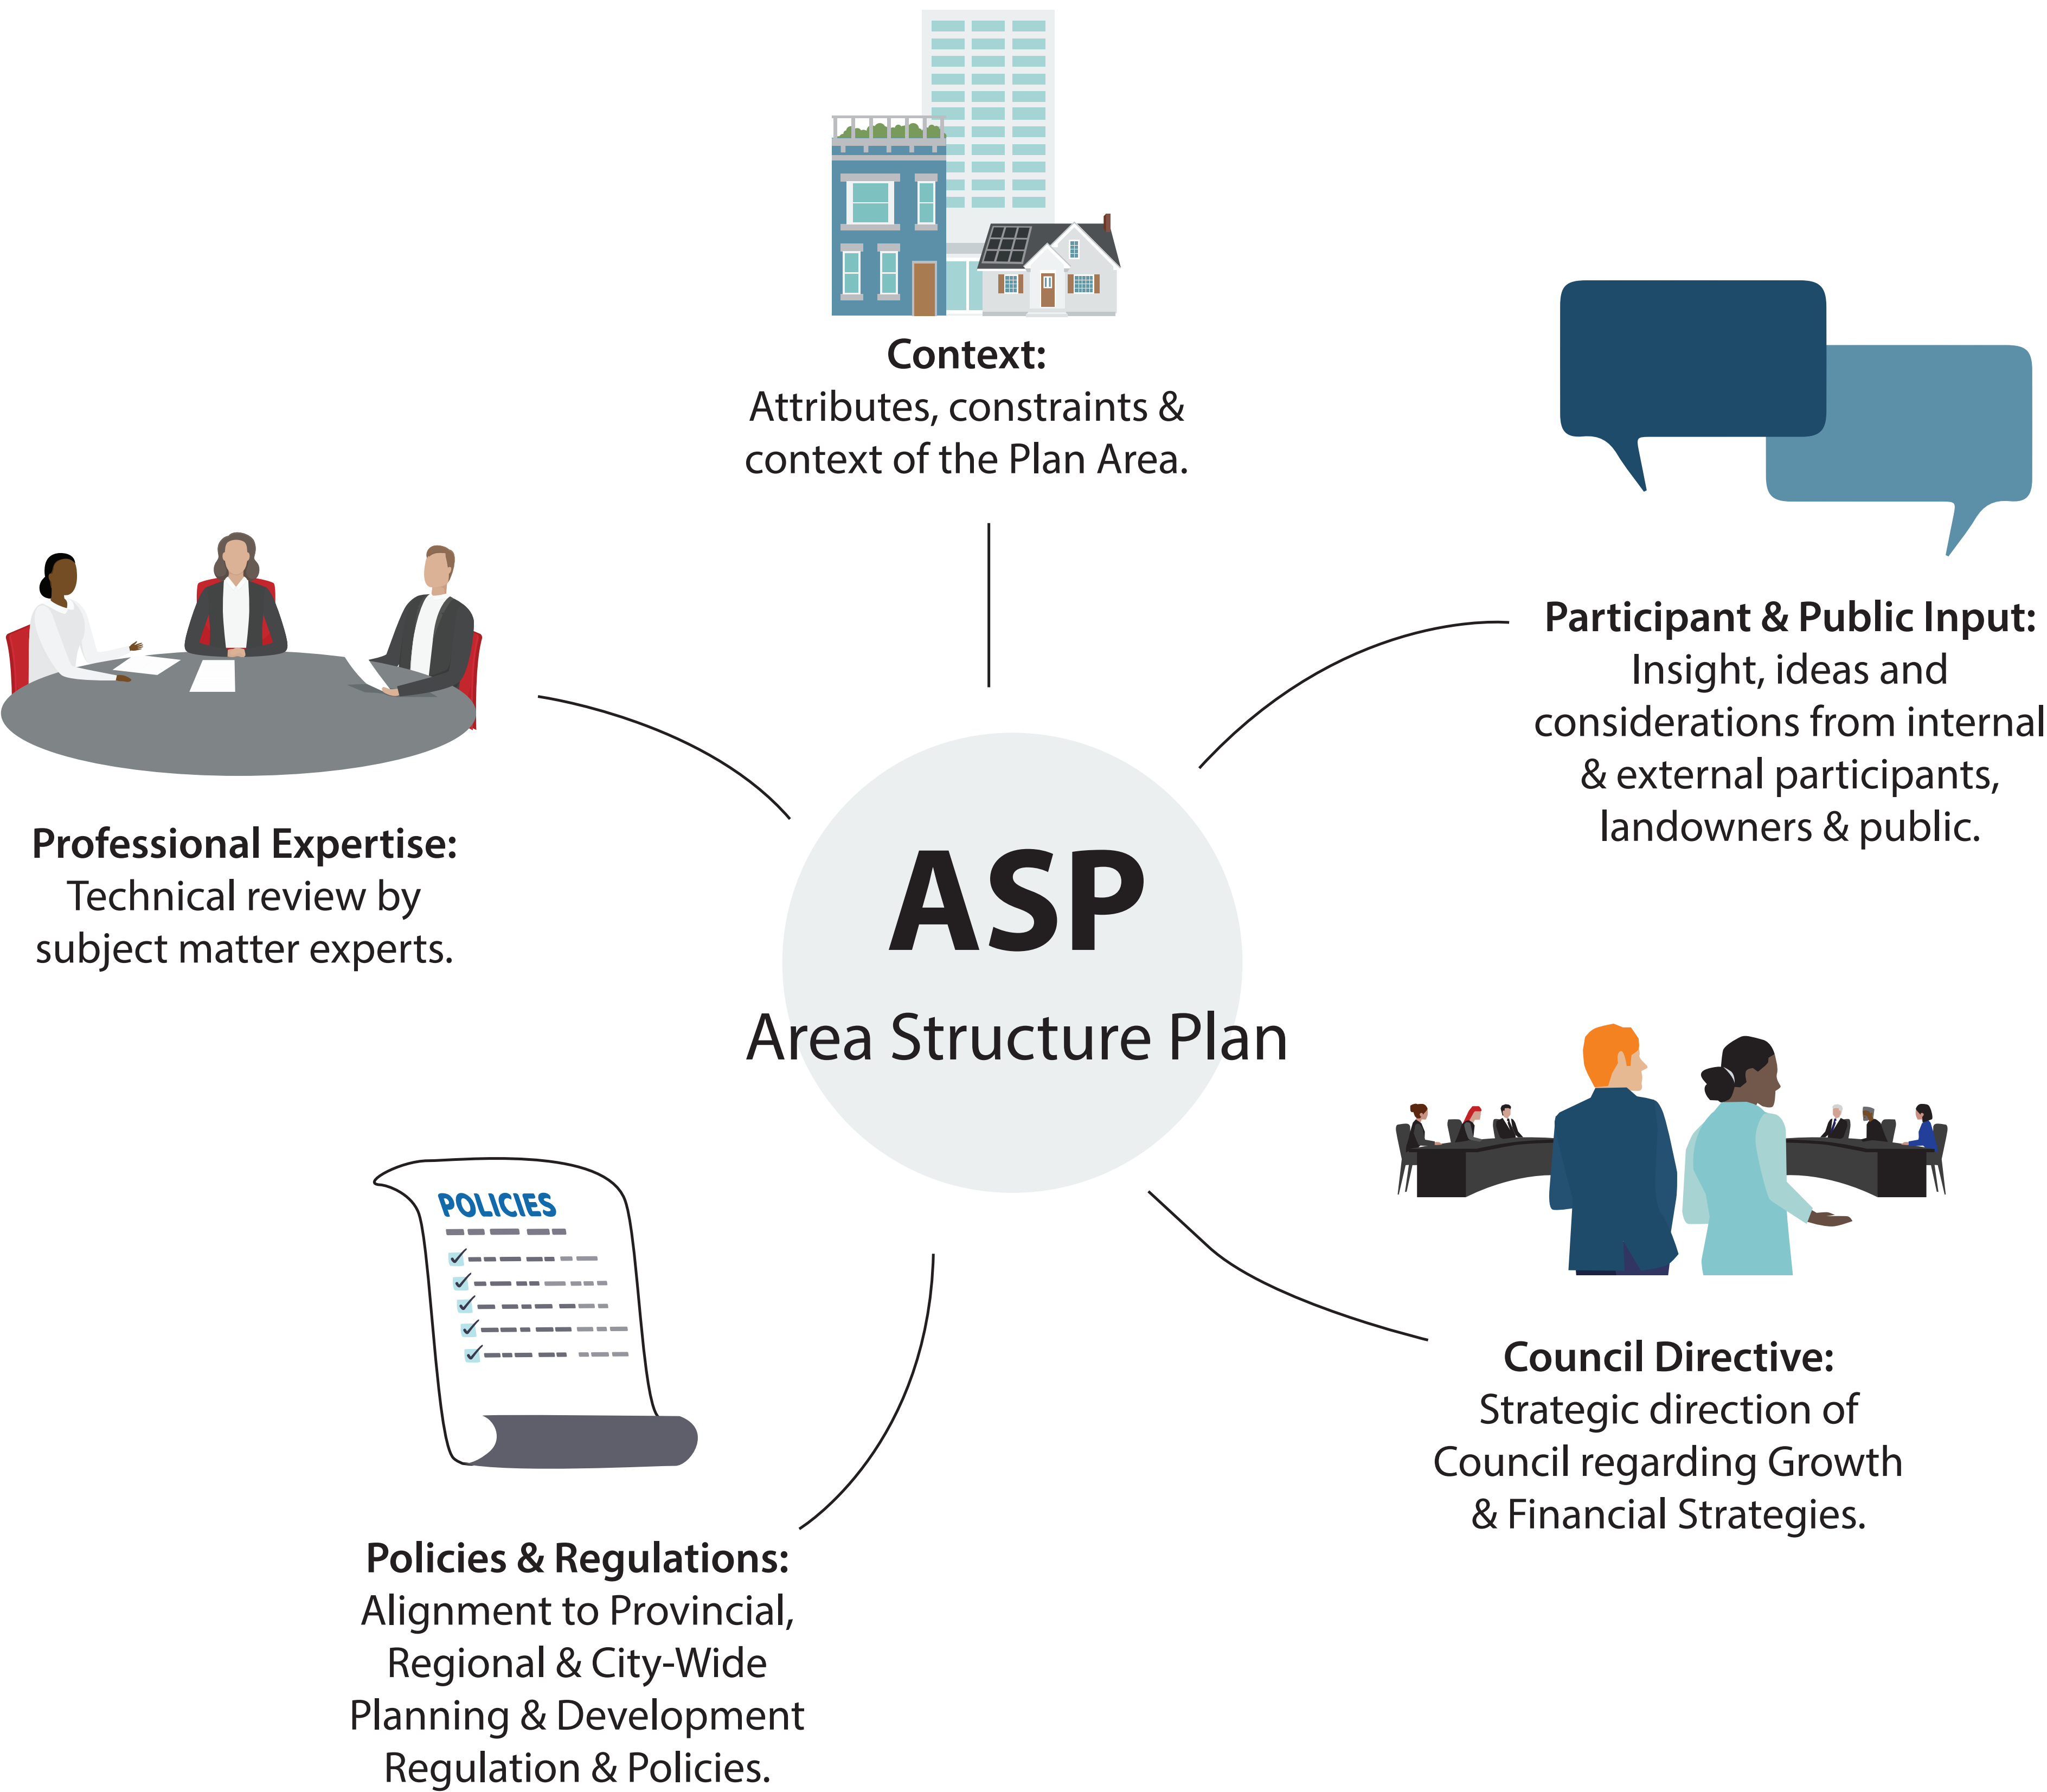 Context:
Attributes, constraints &
context of the Plan Area.
Participant & Public Input:
Insight, ideas and
considerations from internal
& external participants,
landowners & public.
Professional Expertise:
Technical review by
subject matter experts.
ASP
Area Structure Plan
Council Directive:
Strategic direction of
Council regarding Growth
& Financial Strategies.
POLICIES
Policies & Regulations:
Alignment to Provincial,
Regional & City-Wide
Planning & Development
Regulation & Policies.